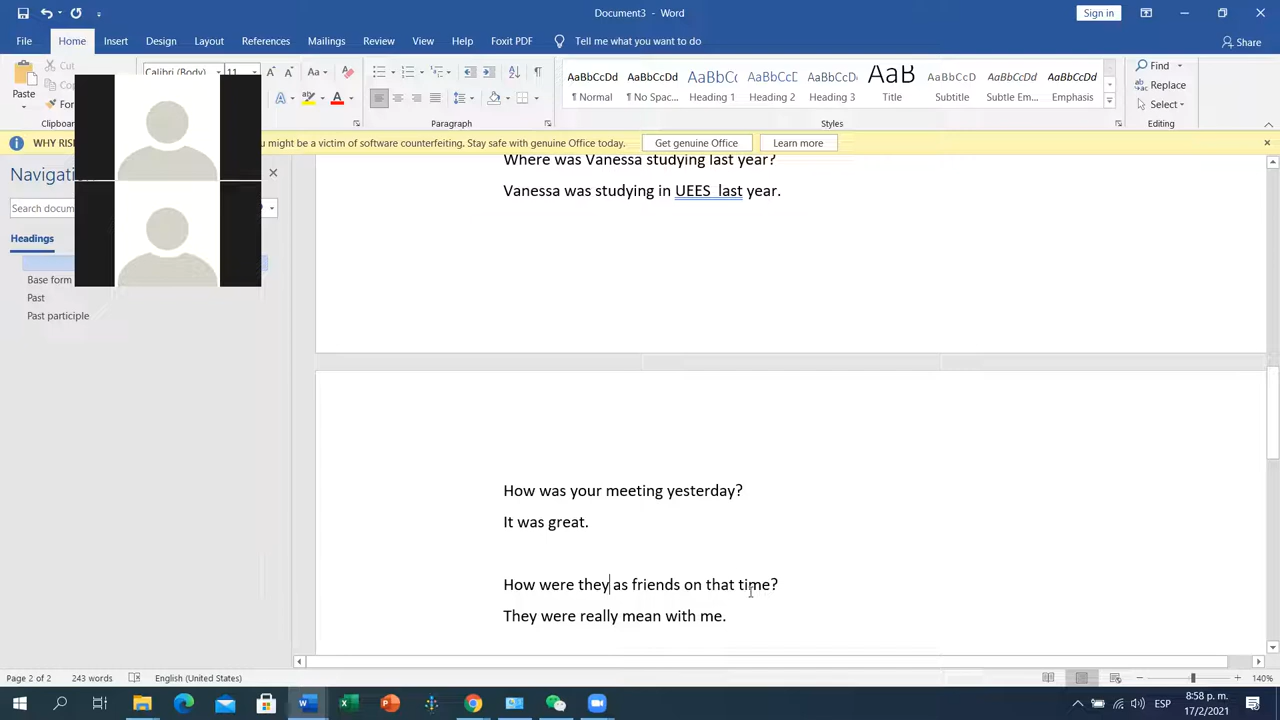 Document3 - Word
Sign in
File Home Insert Design Layout References Mailings Review View Help Foxit PDF Tell me what you want to do
Share
Calibri (Body) 11
Paste
Clipboard
Paragraph
AaBbCcDd AaBbCcDd AaBbCc AaBbCcD AaBbCcD AaB AaBbCcD AaBbCcDd AaBbCcDd
¶ Normal ¶ No Spac... Heading 1 Heading 2 Heading 3 Title Subtitle Subtle Em... Emphasis
Styles
Find
Replace
Select
Editing
u might be a victim of software counterfeiting. Stay safe with genuine Office today.
Get genuine Office
Learn more
Search docum
Headings
Base form
Past
Past participle
Where was Vanessa studying last year?
Vanessa was studying in UEES last year.
How was your meeting yesterday?
It was great.
How were they as friends on that time?
They were really mean with me.
Page 2 of 2 243 words English (United States)
140%
ESP
8:58 p. m.
17/2/2021